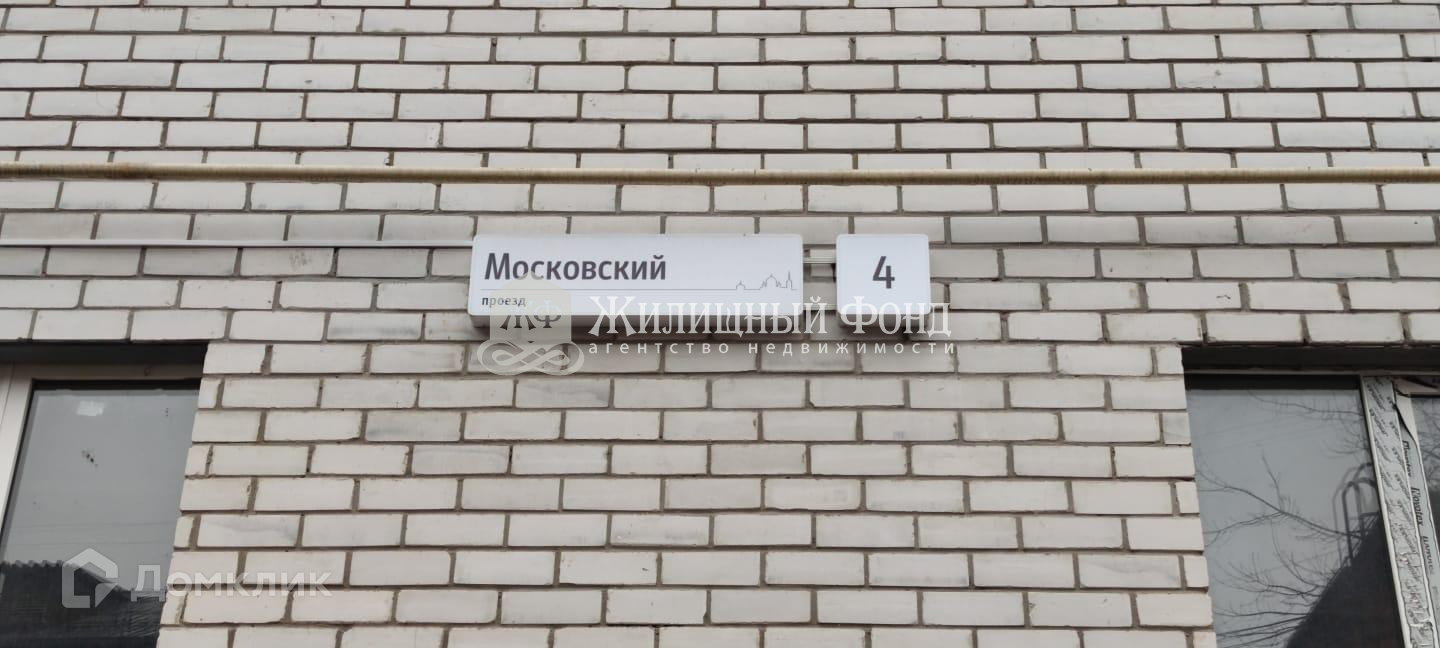 Московский
проезд
4
ЖФ
Жилищный Фонд
агентство недвижимости
Домклик